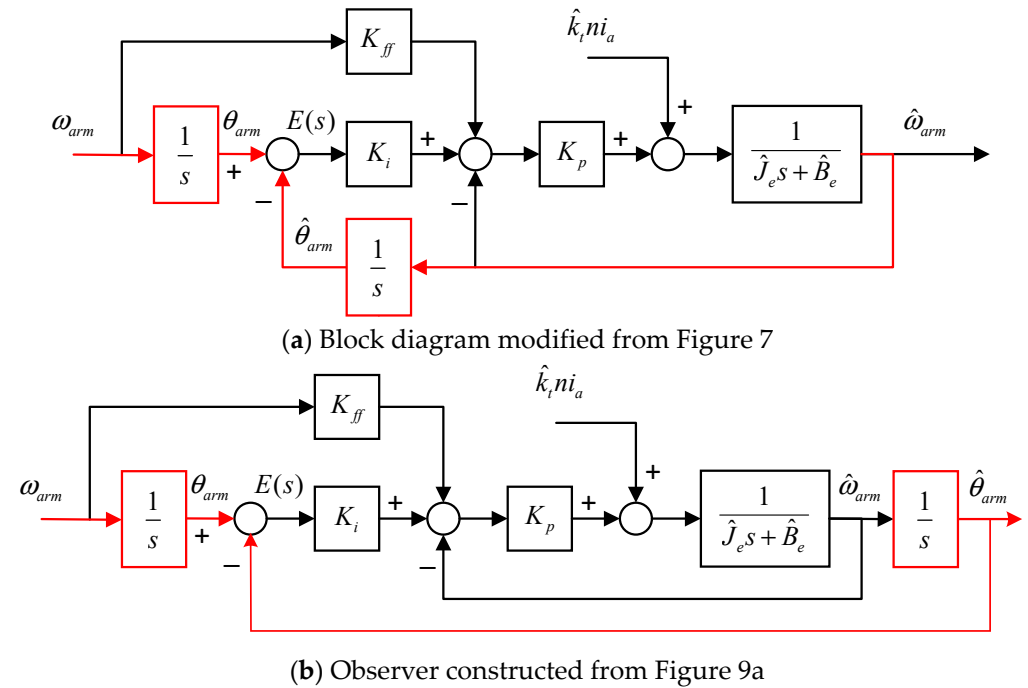 K_ff
k̂_t n i_a
ω_arm
1/s
θ_arm
E(s)
K_i
K_p
1/(Ĵ_e s + B̂_e)
ω̂_arm
+
−
+
−
+
+
θ̂_arm
1/s
(a) Block diagram modified from Figure 7
K_ff
k̂_t n i_a
ω_arm
1/s
θ_arm
E(s)
K_i
K_p
1/(Ĵ_e s + B̂_e)
ω̂_arm
1/s
θ̂_arm
+
−
+
−
+
+
(b) Observer constructed from Figure 9a